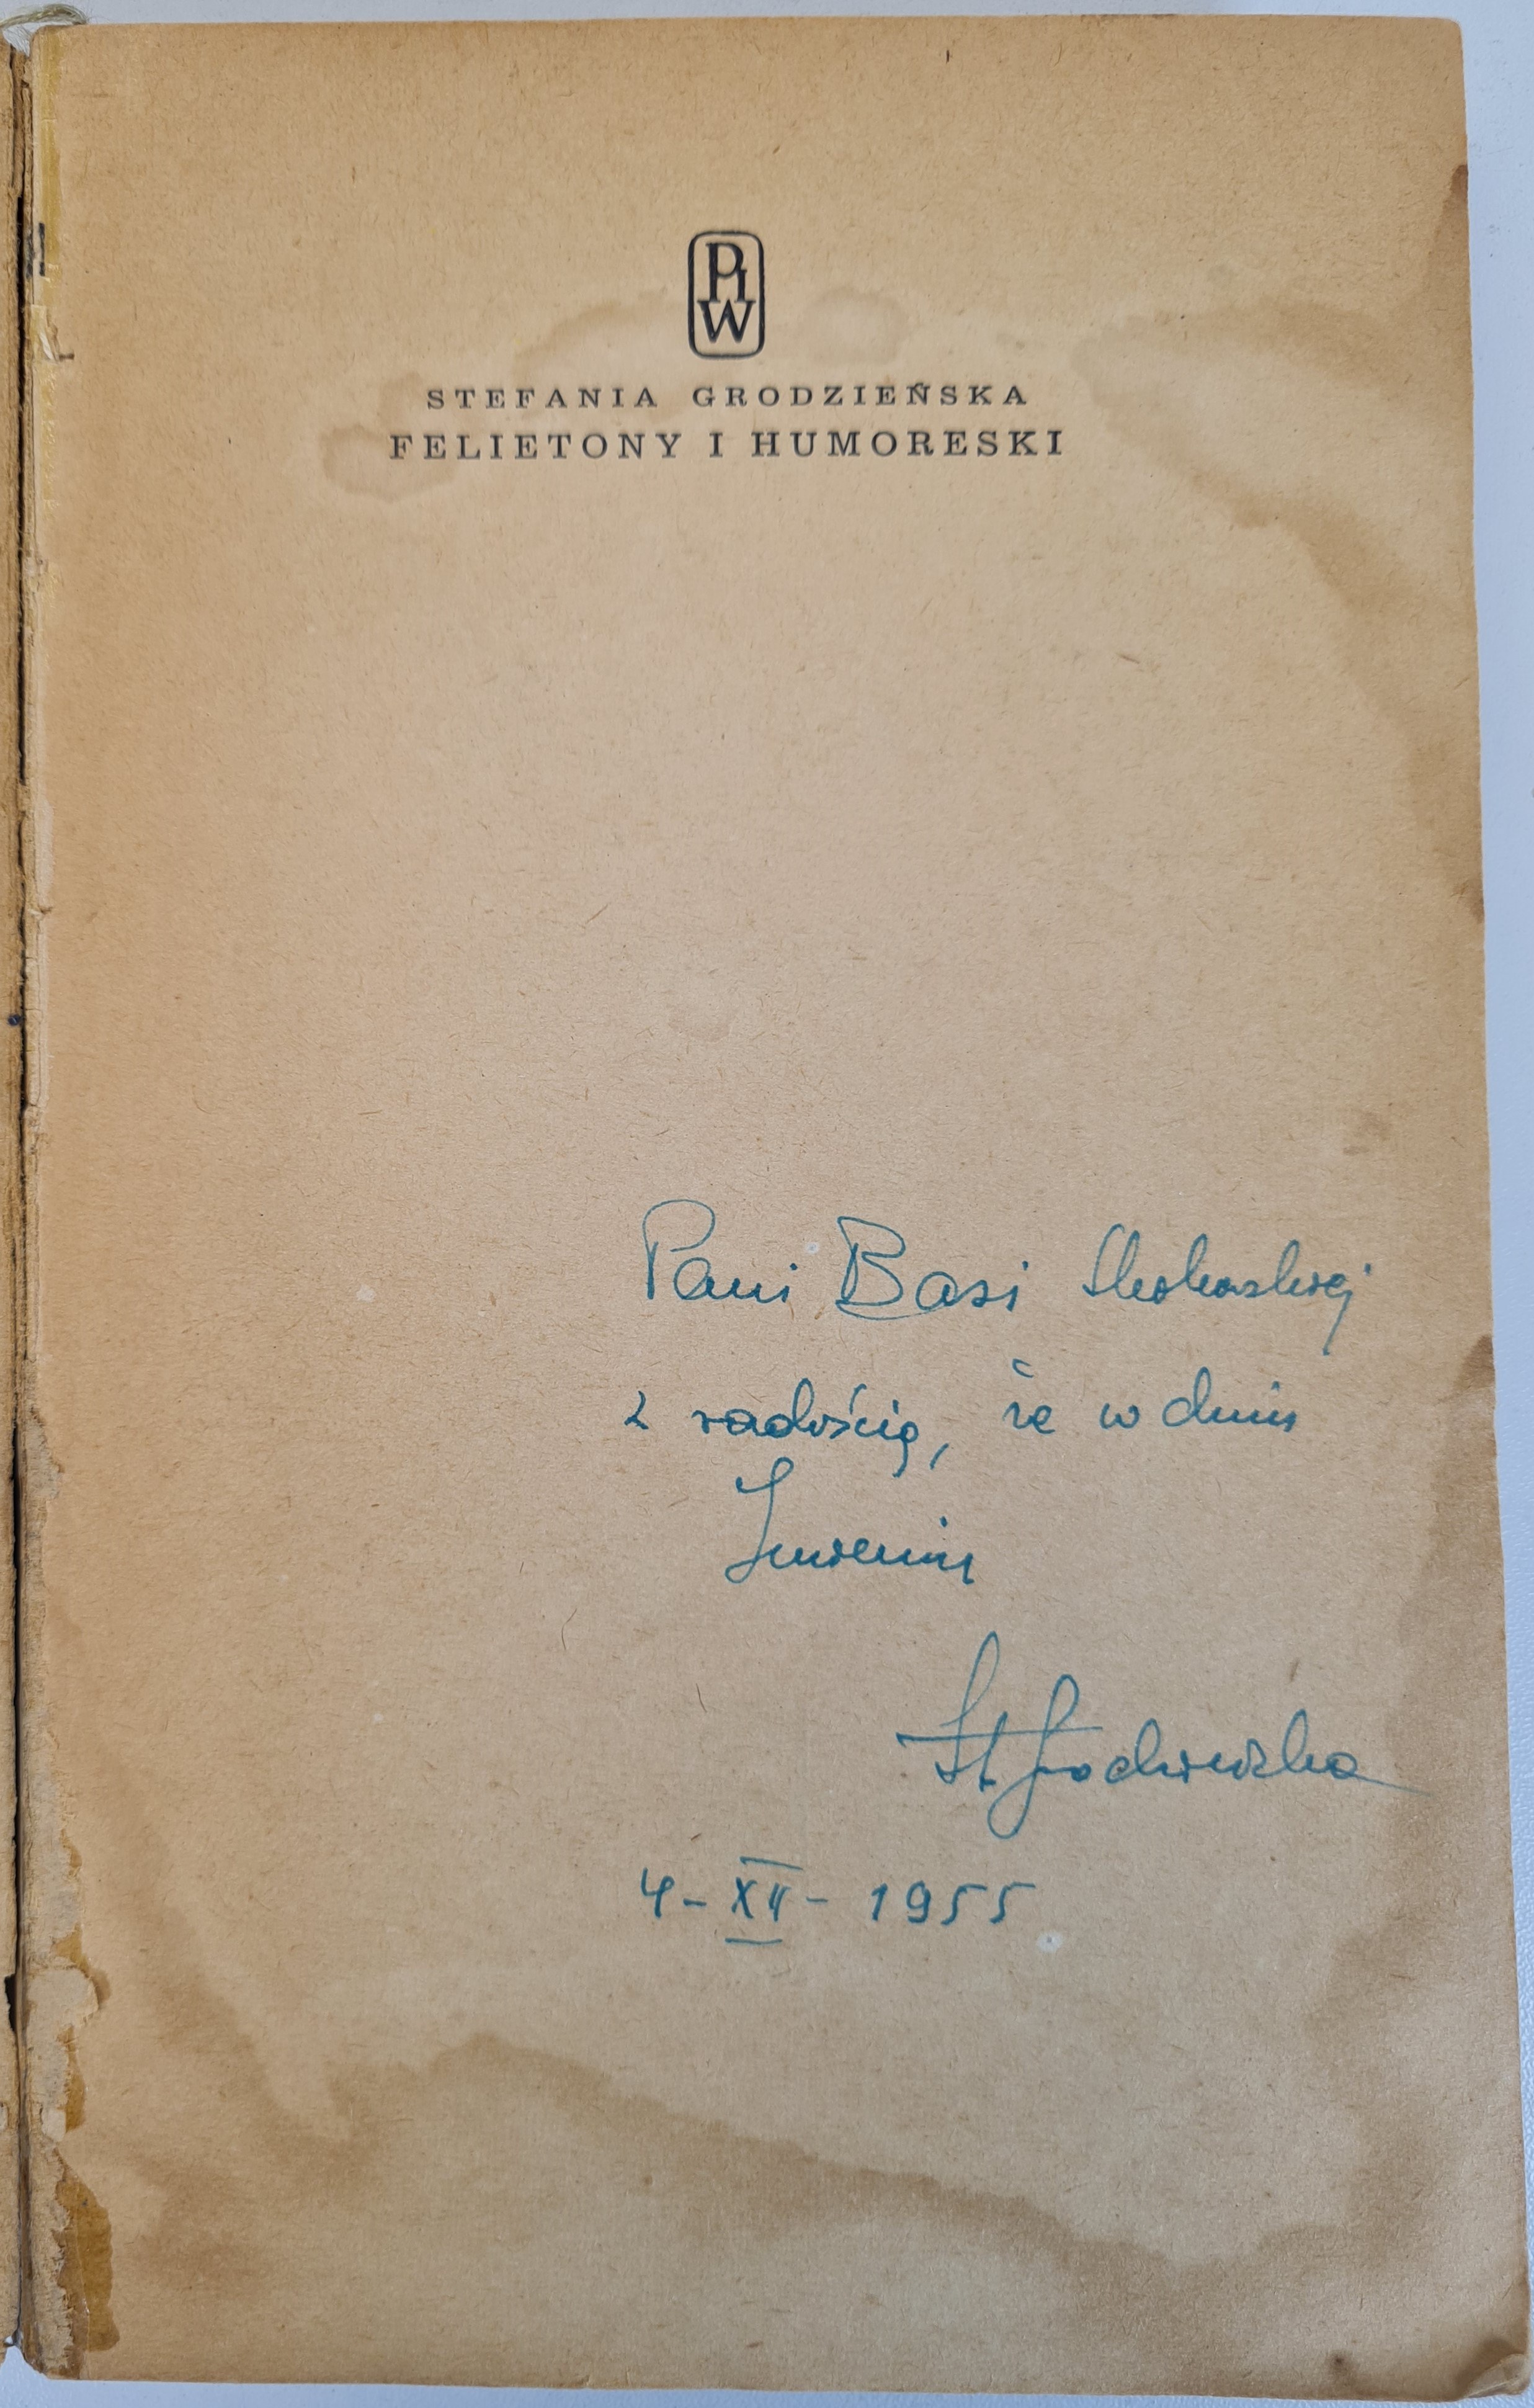 PIW
STEFANIA GRODZIEŃSKA
FELIETONY I HUMORESKI
Pani Basi
z radością, że w dniu
Imienin
St Grodzieńska
4-XII-1955